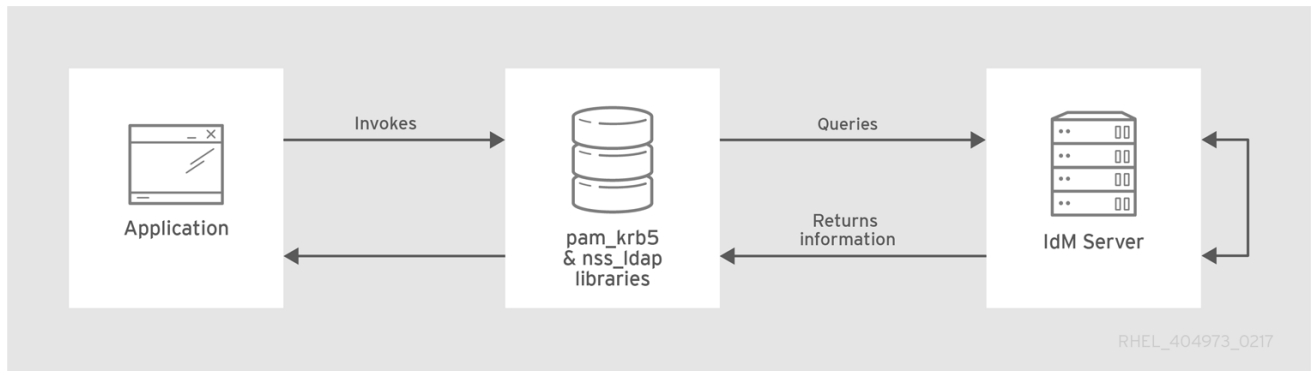 Invokes
Queries
Application
Returns
information
pam_krb5
& nss_ldap
libraries
IdM Server
RHEL_404973_0217